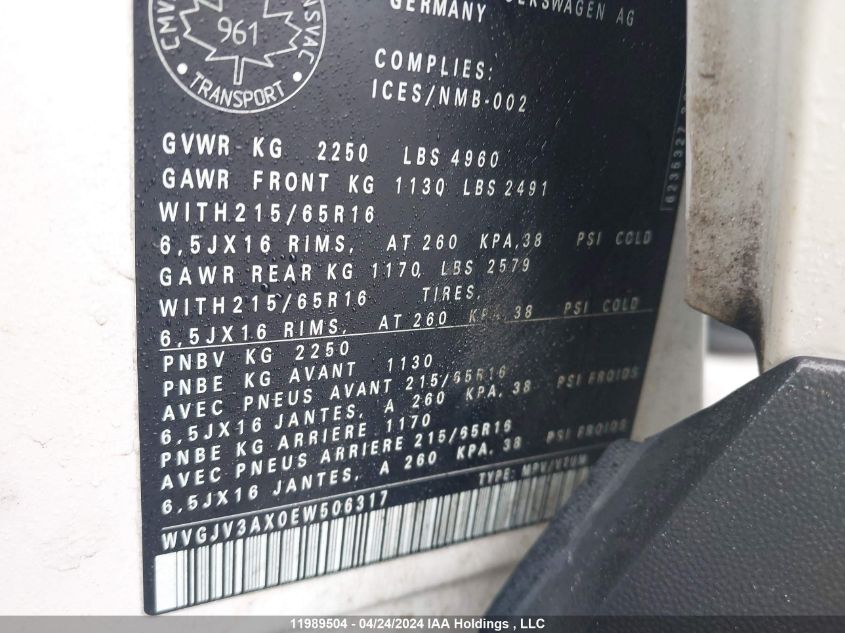 CMV
NSVAC
961
TRANSPORT
GERMANY
AG
COMPLIES:
ICES/NMB-002
GVWR KG 2250 LBS 4960
GAWR FRONT KG 1130 LBS 2491
WITH215/65R16
6,5JX16 RIMS, AT 260 KPA,38 PSI COLD
GAWR REAR KG 1170 LBS 2579
WITH215/65R16 TIRES,
6,5JX16 RIMS, AT 260 KPA,38 PSI COLD
PNBV KG 2250
PNBE KG AVANT 1130
AVEC PNEUS AVANT 215/65R16
6,5JX16 JANTES, A 260 KPA,38 PSI FROIDS
PNBE KG ARRIERE 1170
AVEC PNEUS ARRIERE 215/65R16
6,5JX16 JANTES, A 260 KPA,38 PSI FROIDS
TYPE: MPV/VTUM
WVGJV3AX0EW506317
11989504 - 04/24/2024 IAA Holdings , LLC